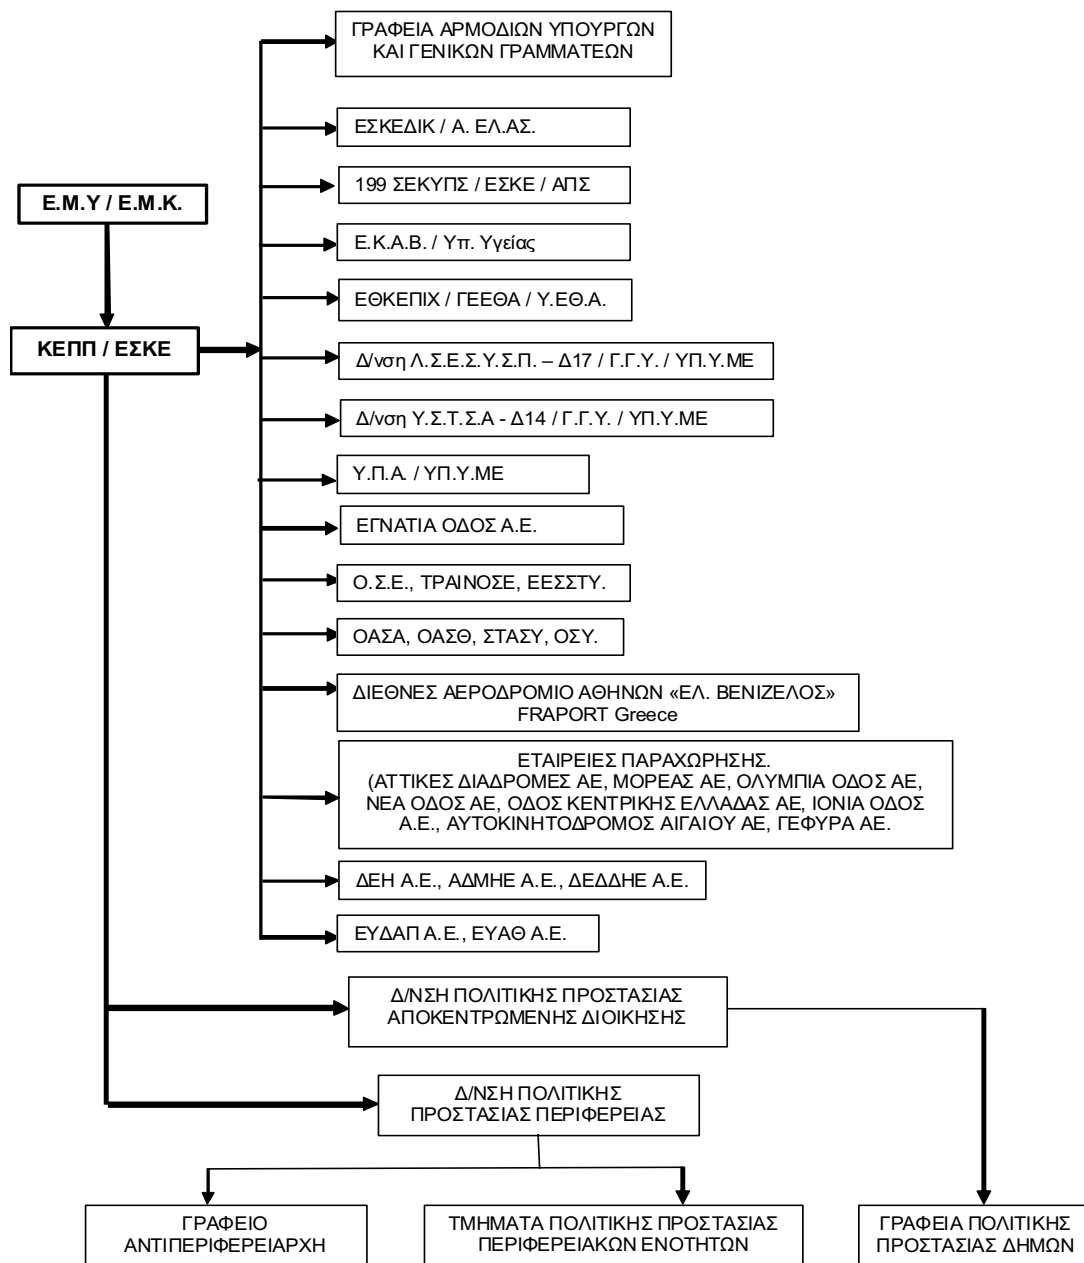 ΓΡΑΦΕΙΑ ΑΡΜΟΔΙΩΝ ΥΠΟΥΡΓΩΝ
ΚΑΙ ΓΕΝΙΚΩΝ ΓΡΑΜΜΑΤΕΩΝ
ΕΣΚΕΔΙΚ / Α. ΕΛ.ΑΣ.
199 ΣΕΚΥΠΣ / ΕΣΚΕ / ΑΠΣ
Ε.Μ.Υ / Ε.Μ.Κ.
Ε.Κ.Α.Β. / Υπ. Υγείας
ΕΘΚΕΠΙΧ / ΓΕΕΘΑ / Υ.ΕΘ.Α.
ΚΕΠΠ / ΕΣΚΕ
Δ/νση Λ.Σ.Ε.Σ.Υ.Σ.Π. – Δ17 / Γ.Γ.Υ. / ΥΠ.Υ.ΜΕ
Δ/νση Υ.Σ.Τ.Σ.Α - Δ14 / Γ.Γ.Υ. / ΥΠ.Υ.ΜΕ
Υ.Π.Α. / ΥΠ.Υ.ΜΕ
ΕΓΝΑΤΙΑ ΟΔΟΣ Α.Ε.
Ο.Σ.Ε., ΤΡΑΙΝΟΣΕ, ΕΕΣΣΤΥ.
ΟΑΣΑ, ΟΑΣΘ, ΣΤΑΣΥ, ΟΣΥ.
ΔΙΕΘΝΕΣ ΑΕΡΟΔΡΟΜΙΟ ΑΘΗΝΩΝ «ΕΛ. ΒΕΝΙΖΕΛΟΣ»
FRAPORT Greece
ΕΤΑΙΡΕΙΕΣ ΠΑΡΑΧΩΡΗΣΗΣ.
(ΑΤΤΙΚΕΣ ΔΙΑΔΡΟΜΕΣ ΑΕ, ΜΟΡΕΑΣ ΑΕ, ΟΛΥΜΠΙΑ ΟΔΟΣ ΑΕ,
ΝΕΑ ΟΔΟΣ ΑΕ, ΟΔΟΣ ΚΕΝΤΡΙΚΗΣ ΕΛΛΑΔΑΣ ΑΕ, ΙΟΝΙΑ ΟΔΟΣ
Α.Ε., ΑΥΤΟΚΙΝΗΤΟΔΡΟΜΟΣ ΑΙΓΑΙΟΥ ΑΕ, ΓΕΦΥΡΑ ΑΕ.
ΔΕΗ Α.Ε., ΑΔΜΗΕ Α.Ε., ΔΕΔΔΗΕ Α.Ε.
ΕΥΔΑΠ Α.Ε., ΕΥΑΘ Α.Ε.
Δ/ΝΣΗ ΠΟΛΙΤΙΚΗΣ ΠΡΟΣΤΑΣΙΑΣ
ΑΠΟΚΕΝΤΡΩΜΕΝΗΣ ΔΙΟΙΚΗΣΗΣ
Δ/ΝΣΗ ΠΟΛΙΤΙΚΗΣ
ΠΡΟΣΤΑΣΙΑΣ ΠΕΡΙΦΕΡΕΙΑΣ
ΓΡΑΦΕΙΟ
ΑΝΤΙΠΕΡΙΦΕΡΕΙΑΡΧΗ
ΤΜΗΜΑΤΑ ΠΟΛΙΤΙΚΗΣ ΠΡΟΣΤΑΣΙΑΣ
ΠΕΡΙΦΕΡΕΙΑΚΩΝ ΕΝΟΤΗΤΩΝ
ΓΡΑΦΕΙΑ ΠΟΛΙΤΙΚΗΣ
ΠΡΟΣΤΑΣΙΑΣ ΔΗΜΩΝ